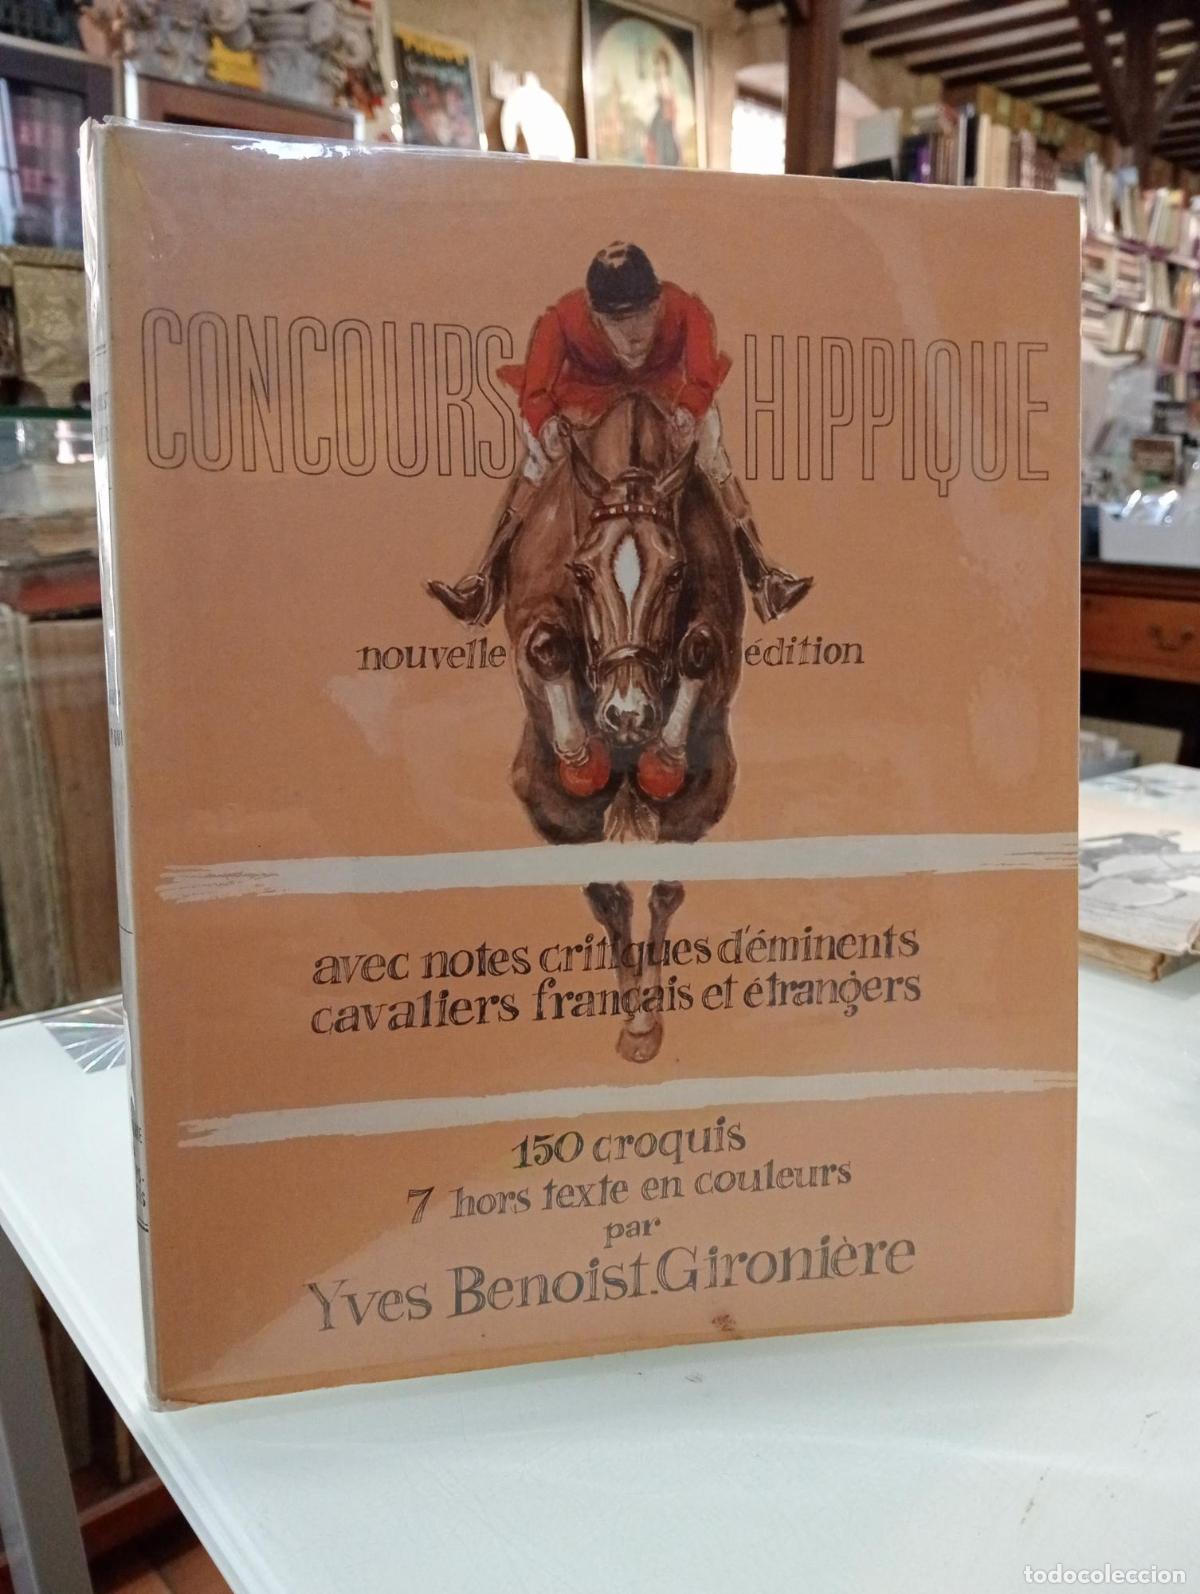 CONCOURS HIPPIQUE
nouvelle édition
avec notes critiques d'éminents
cavaliers français et étrangers
150 croquis
7 hors texte en couleurs
par
Yves Benoist-Gironière
todocoleccion